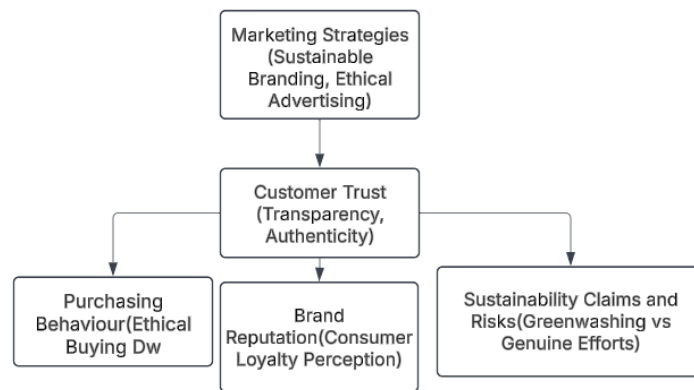 Marketing Strategies
(Sustainable
Branding, Ethical
Advertising)
Customer Trust
(Transparency,
Authenticity)
Purchasing
Behaviour(Ethical
Buying Dw
Brand
Reputation(Consumer
Loyalty Perception)
Sustainability Claims and
Risks(Greenwashing vs
Genuine Efforts)